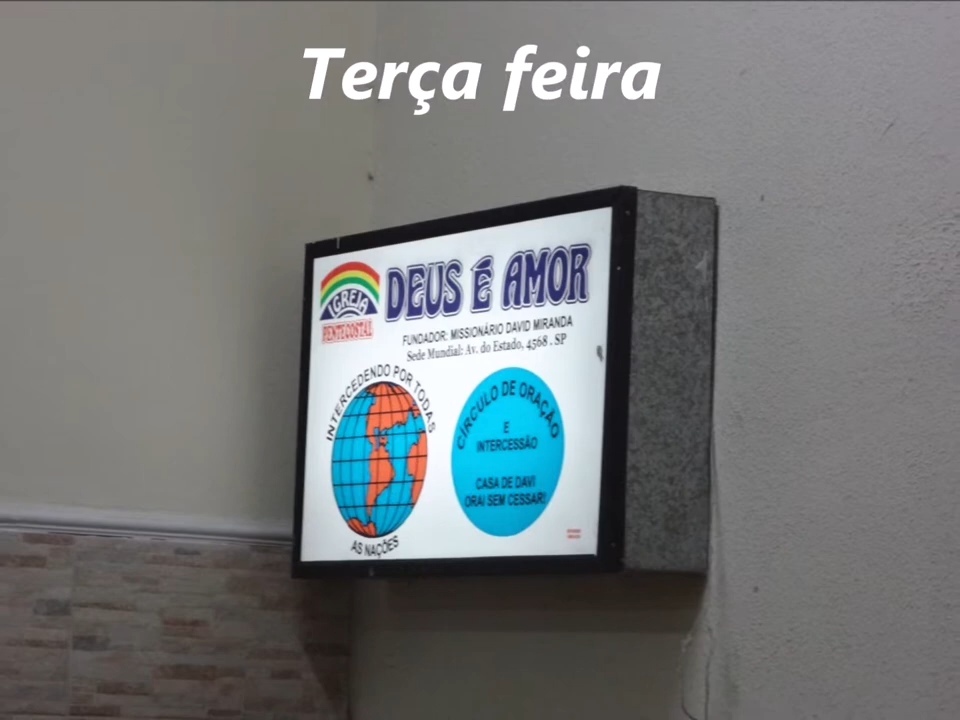 Terça feira
IGREJA
PENTECOSTAL
DEUS É AMOR
FUNDADOR: MISSIONÁRIO DAVID MIRANDA
Sede Mundial: Av. do Estado, 4568 . SP
INTERCEDENDO POR TODAS
AS NAÇÕES
CÍRCULO DE ORAÇÃO
E
INTERCESSÃO
CASA DE DAVI
ORAI SEM CESSAR!